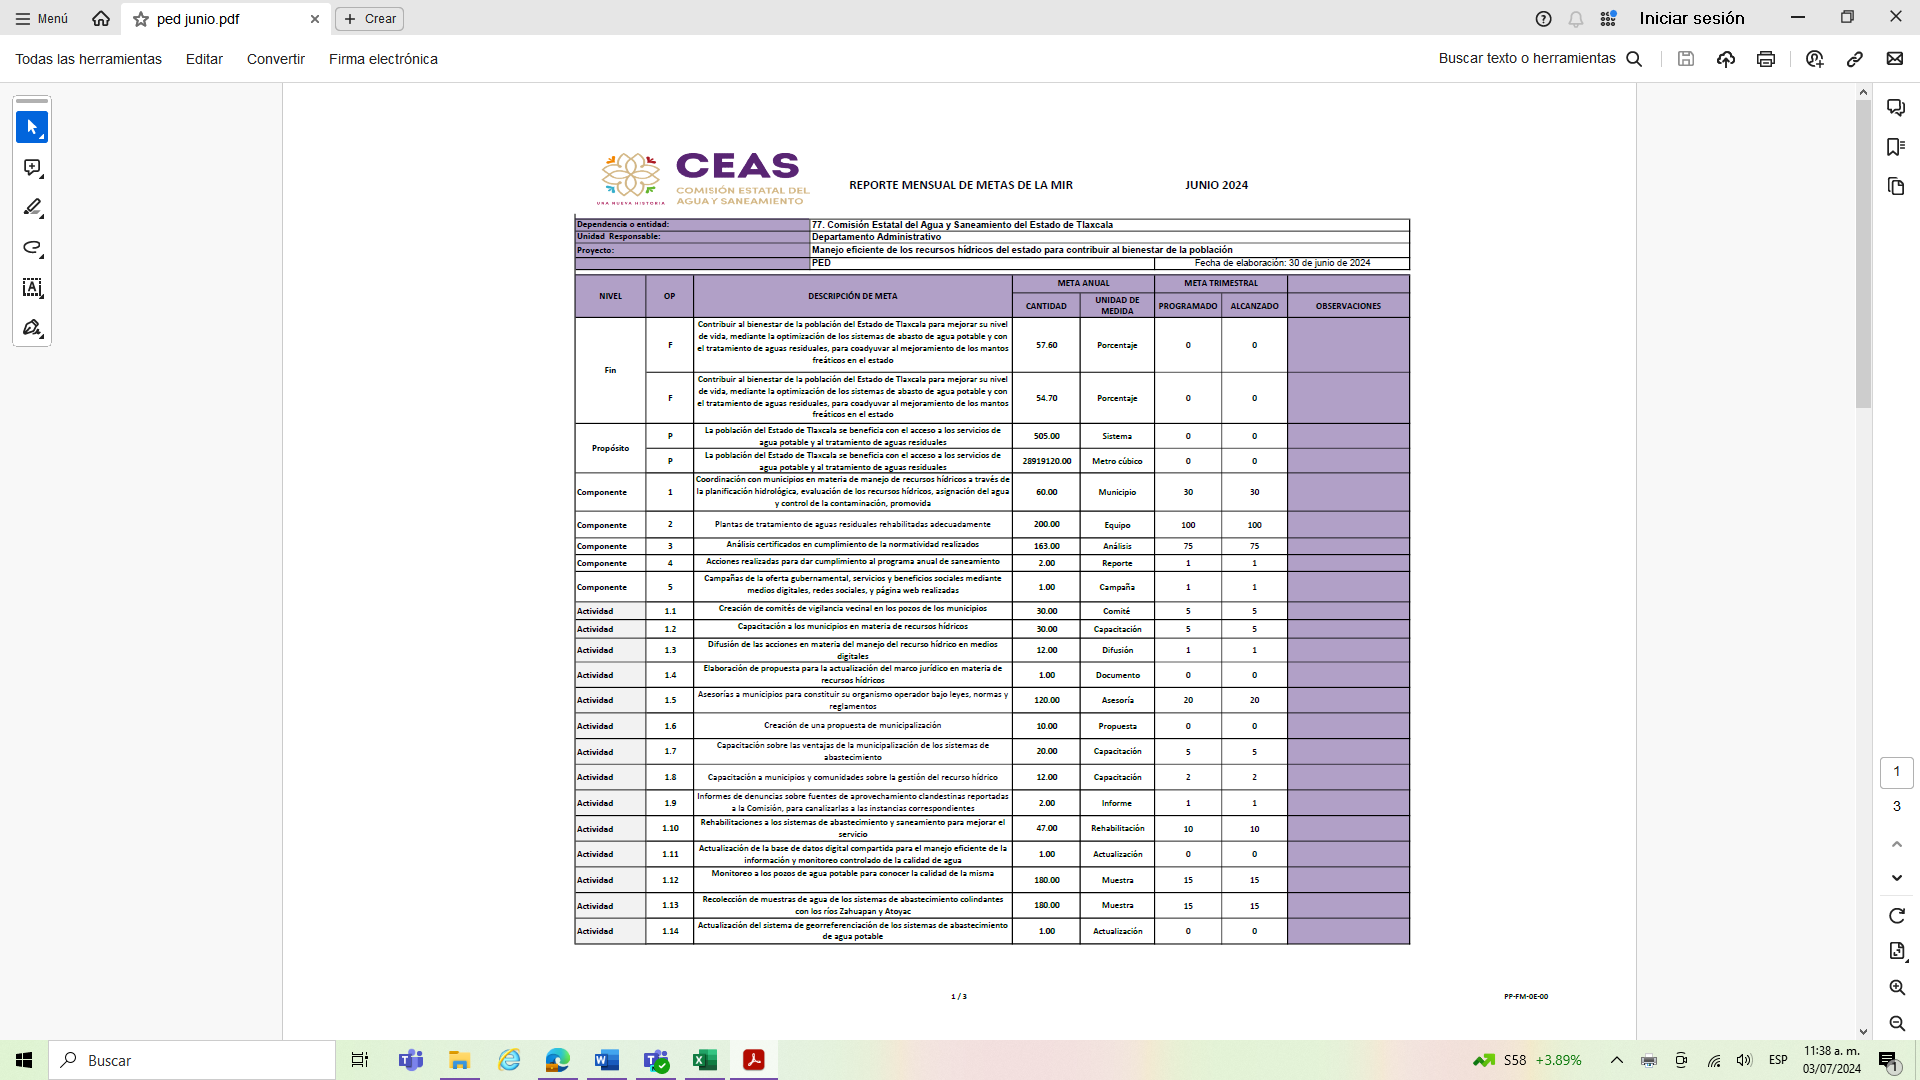 Menú
ped junio.pdf
Crear
Iniciar sesión
Todas las herramientas
Editar
Convertir
Firma electrónica
Buscar texto o herramientas
CEAS
COMISIÓN ESTATAL DEL
AGUA Y SANEAMIENTO
UNA NUEVA HISTORIA
REPORTE MENSUAL DE METAS DE LA MIR
JUNIO 2024
Dependencia o entidad: 77. Comisión Estatal del Agua y Saneamiento del Estado de Tlaxcala
Unidad Responsable: Departamento Administrativo
Proyecto: Manejo eficiente de los recursos hídricos del estado para contribuir al bienestar de la población
PED Fecha de elaboración: 30 de junio de 2024
NIVEL OP DESCRIPCIÓN DE META META ANUAL META TRIMESTRAL
CANTIDAD UNIDAD DE MEDIDA PROGRAMADO ALCANZADO OBSERVACIONES
Fin
Contribuir al bienestar de la población del Estado de Tlaxcala para mejorar su nivel
de vida, mediante la optimización de los sistemas de abasto de agua potable y con
el tratamiento de aguas residuales, para coadyuvar al mejoramiento de los mantos
freáticos en el estado
F 57.60 Porcentaje 0 0
Contribuir al bienestar de la población del Estado de Tlaxcala para mejorar su nivel
de vida, mediante la optimización de los sistemas de abasto de agua potable y con
el tratamiento de aguas residuales, para coadyuvar al mejoramiento de los mantos
freáticos en el estado
F 54.70 Porcentaje 0 0
Propósito
P La población del Estado de Tlaxcala se beneficia con el acceso a los servicios de
agua potable y al tratamiento de aguas residuales 505.00 Sistema 0 0
P La población del Estado de Tlaxcala se beneficia con el acceso a los servicios de
agua potable y al tratamiento de aguas residuales 28919120.00 Metro cúbico 0 0
Coordinación con municipios en materia de manejo de recursos hídricos a través de
Componente 1 la planificación hidrológica, evaluación de los recursos hídricos, asignación del agua 60.00 Municipio 30 30
y control de la contaminación, promovida
Componente 2 Plantas de tratamiento de aguas residuales rehabilitadas adecuadamente 200.00 Equipo 100 100
Componente 3 Análisis certificados en cumplimiento de la normatividad realizados 163.00 Análisis 75 75
Componente 4 Acciones realizadas para dar cumplimiento al programa anual de saneamiento 2.00 Reporte 1 1
Componente 5 Campañas de la oferta gubernamental, servicios y beneficios sociales mediante
medios digitales, redes sociales, y página web realizadas 1.00 Campaña 1 1
Actividad 1.1 Creación de comités de vigilancia vecinal en los pozos de los municipios 30.00 Comité 5 5
Actividad 1.2 Capacitación a los municipios en materia de recursos hídricos 30.00 Capacitación 5 5
Actividad 1.3 Difusión de las acciones en materia del manejo del recurso hídrico en medios
digitales 12.00 Difusión 1 1
Actividad 1.4 Elaboración de propuesta para la actualización del marco jurídico en materia de
recursos hídricos 1.00 Documento 0 0
Actividad 1.5 Asesorías a municipios para constituir su organismo operador bajo leyes, normas y
reglamentos 120.00 Asesoría 20 20
Actividad 1.6 Creación de una propuesta de municipalización 10.00 Propuesta 0 0
Actividad 1.7 Capacitación sobre las ventajas de la municipalización de los sistemas de
abastecimiento 20.00 Capacitación 5 5
Actividad 1.8 Capacitación a municipios y comunidades sobre la gestión del recurso hídrico 12.00 Capacitación 2 2
Actividad 1.9 Informes de denuncias sobre fuentes de aprovechamiento clandestinas reportadas
a la Comisión, para canalizarlas a las instancias correspondientes 2.00 Informe 1 1
Actividad 1.10 Rehabilitaciones a los sistemas de abastecimiento y saneamiento para mejorar el
servicio 47.00 Rehabilitación 10 10
Actividad 1.11 Actualización de la base de datos digital compartida para el manejo eficiente de la
información y monitoreo controlado de la calidad de agua 1.00 Actualización 0 0
Actividad 1.12 Monitoreo a los pozos de agua potable para conocer la calidad de la misma 180.00 Muestra 15 15
Actividad 1.13 Recolección de muestras de agua de los sistemas de abastecimiento colindantes
con los ríos Zahuapan y Atoyac 180.00 Muestra 15 15
Actividad 1.14 Actualización del sistema de georreferenciación de los sistemas de abastecimiento
de agua potable 1.00 Actualización 0 0
1 / 3
PP-FM-0E-00
1
3
Buscar
S58 +3.89%
ESP
11:38 a. m.
03/07/2024
1